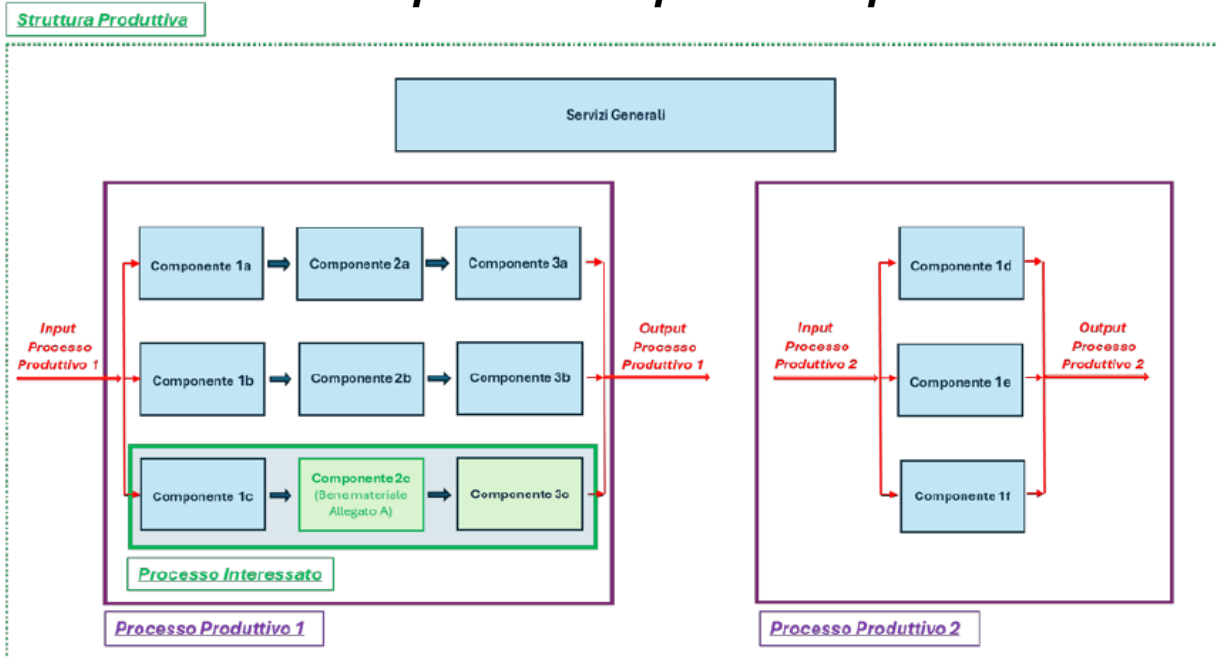 Struttura Produttiva
Servizi Generali
Componente 1a
Componente 2a
Componente 3a
Input
Processo
Produttivo 1
Componente 1b
Componente 2b
Componente 3b
Output
Processo
Produttivo 1
Componente 1c
Componente 2c
(Bene materiale
Allegato A)
Componente 3c
Processo Interessato
Processo Produttivo 1
Input
Processo
Produttivo 2
Componente 1d
Componente 1e
Componente 1f
Output
Processo
Produttivo 2
Processo Produttivo 2